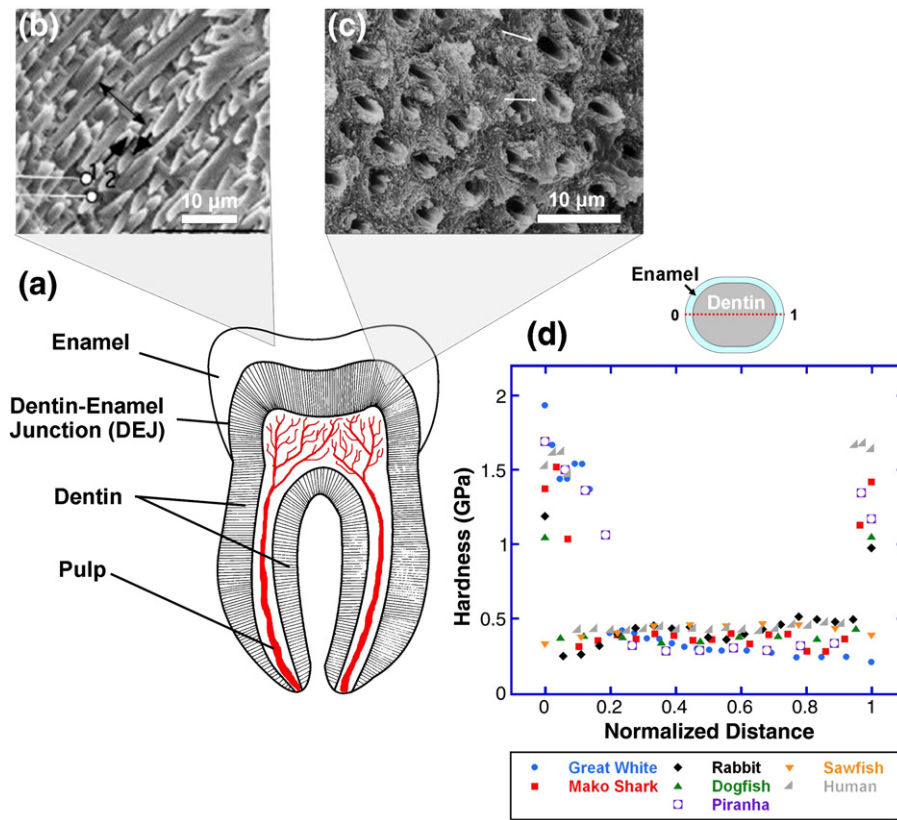 (b)
1
2
10 µm
(c)
10 µm
(a)
Enamel
Dentin-Enamel
Junction (DEJ)
Dentin
Pulp
Enamel
Dentin
0
1
(d)
Hardness (GPa)
2
1.5
1
0.5
0
0
0.2
0.4
0.6
0.8
1
Normalized Distance
Great White
Rabbit
Sawfish
Mako Shark
Dogfish
Human
Piranha